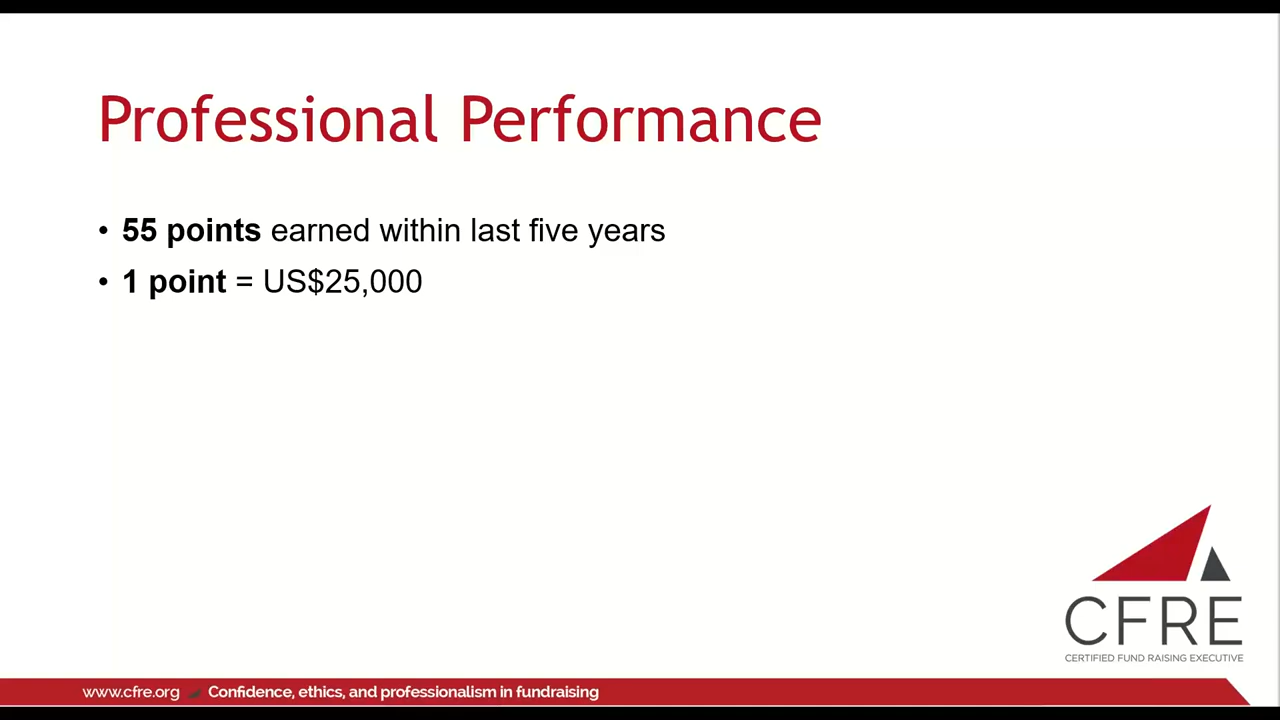 Professional Performance
• 55 points earned within last five years
• 1 point = US$25,000
CFRE
CERTIFIED FUND RAISING EXECUTIVE
www.cfre.org Confidence, ethics, and professionalism in fundraising